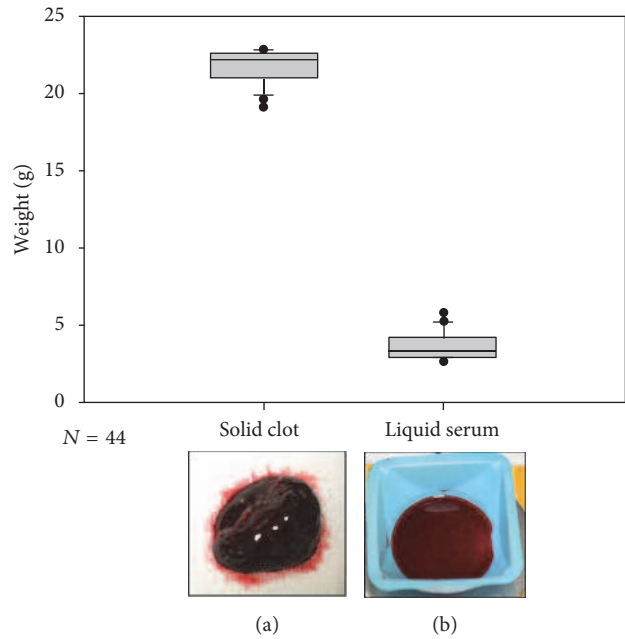 25
20
15
10
5
0
Weight (g)
N = 44
Solid clot
Liquid serum
(a)
(b)